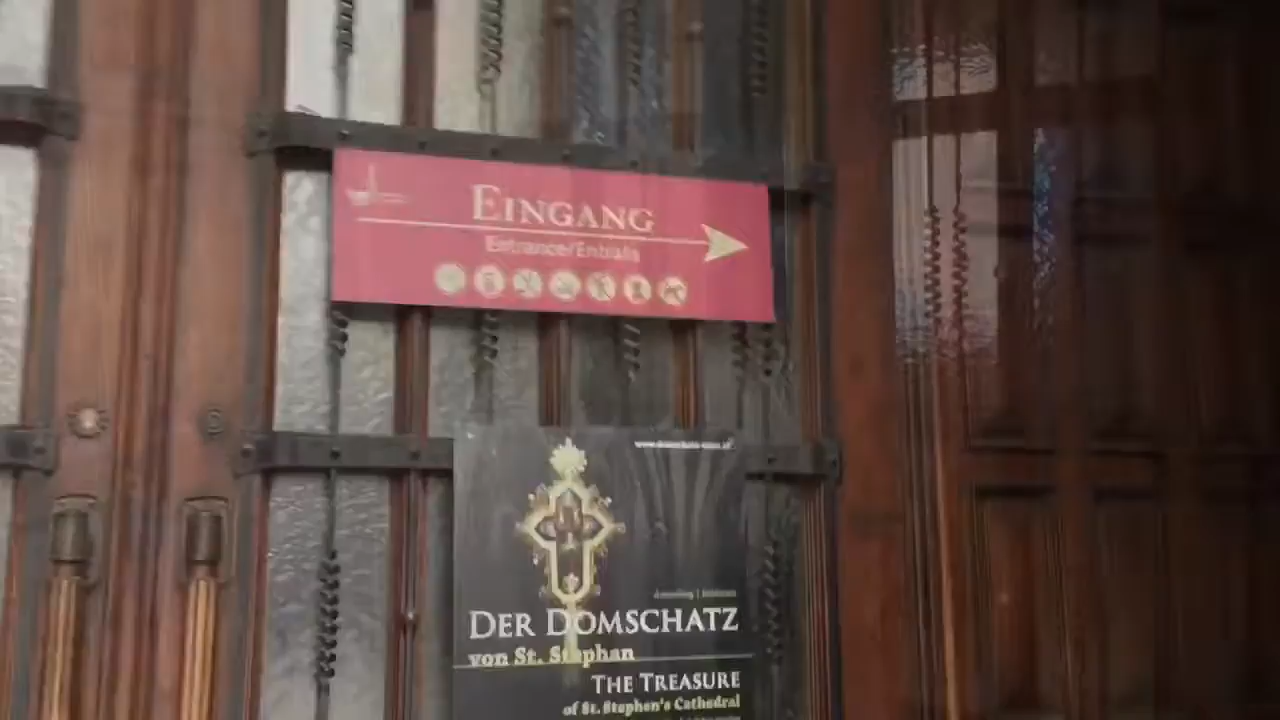 EINGANG
Entrance/Entrata
DER DOMSCHATZ
von St. Stephan
THE TREASURE
of St. Stephen's Cathedral